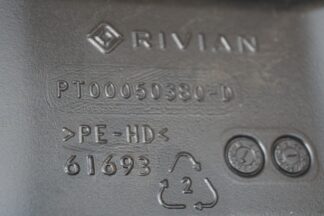 RIVIAN
PT00050380-D
>PE-HD<
61693
2